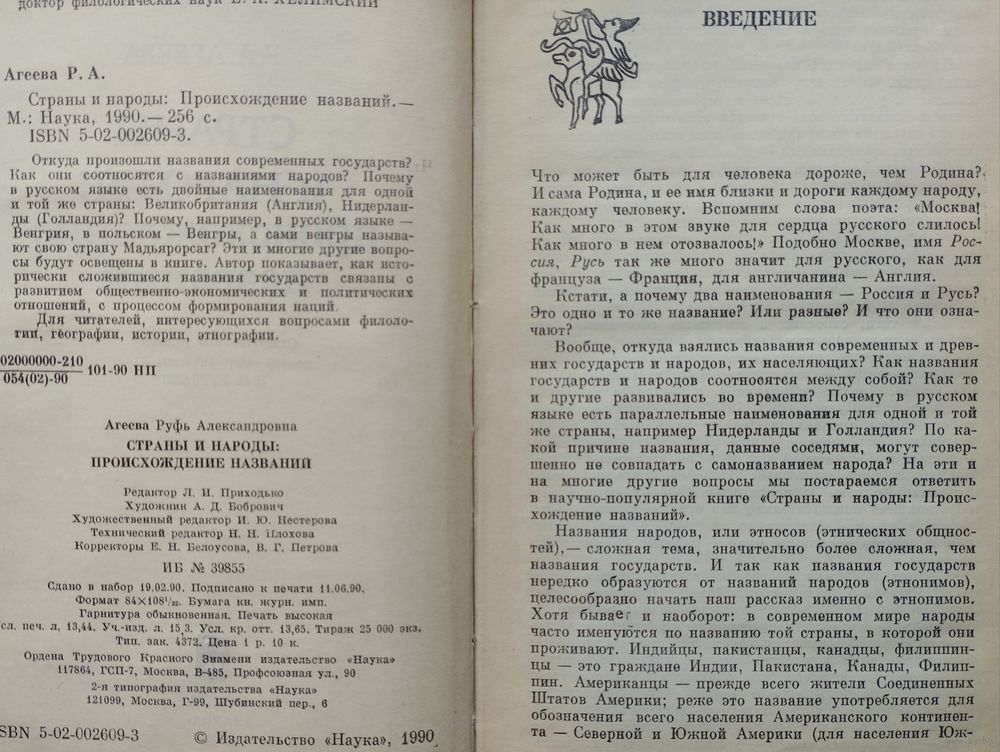 доктор филологических наук Е. А. ХЕЛИМСКИЙ
Агеева Р. А.
Страны и народы: Происхождение названий.—
М.: Наука, 1990.— 256 с.
ISBN 5-02-002609-3.
Откуда произошли названия современных государств?
Как они соотносятся с названиями народов? Почему
в русском языке есть двойные наименования для одной
и той же страны: Великобритания (Англия), Нидерлан-
ды (Голландия)? Почему, например, в русском языке —
Венгрия, в польском — Венгры, а сами венгры называ-
ют свою страну Мадьярорсаг? Эти и многие другие вопро-
сы будут освещены в книге. Автор показывает, как исто-
рически сложившиеся названия государств связаны с
развитием общественно-экономических и политических
отношений, с процессом формирования наций.
Для читателей, интересующихся вопросами филоло-
гии, географии, истории, этнографии.
02000000-210
054(02)-90
101-90 НП
Агеева Руфь Александровна
СТРАНЫ И НАРОДЫ:
ПРОИСХОЖДЕНИЕ НАЗВАНИЙ
Редактор Л. И. Приходько
Художник А. Д. Бобрович
Художественный редактор И. Ю. Нестерова
Технический редактор Н. Н. Плохова
Корректоры Е. Н. Белоусова, В. Г. Петрова
ИБ № 39855
Сдано в набор 19.02.90. Подписано к печати 11.06.90.
Формат 84×108¹/₃₂. Бумага кн. журн. имп.
Гарнитура обыкновенная. Печать высокая
сл. печ. л. 13,44. Уч.-изд. л. 15,3. Усл. кр. отт. 13,65. Тираж 25 000 экз.
Тип. зак. 4372. Цена 1 р. 10 к.
Ордена Трудового Красного Знамени издательство «Наука»
117864, ГСП-7, Москва, В-485, Профсоюзная ул., 90
2-я типография издательства «Наука»
121099, Москва, Г-99, Шубинский пер., 6
SBN 5-02-002609-3
© Издательство «Наука», 1990
ВВЕДЕНИЕ
Что может быть для человека дороже, чем Родина?
И сама Родина, и ее имя близки и дороги каждому народу,
каждому человеку. Вспомним слова поэта: «Москва!
Как много в этом звуке для сердца русского слилось!
Как много в нем отозвалось!» Подобно Москве, имя Рос-
сия, Русь так же много значит для русского, как для
француза — Франция, для англичанина — Англия.
Кстати, а почему два наименования — Россия и Русь?
Это одно и то же название? Или разные? И что они озна-
чают?
Вообще, откуда взялись названия современных и древ-
них государств и народов, их населяющих? Как названия
государств и народов соотносятся между собой? Как те
и другие развивались во времени? Почему в русском
языке есть параллельные наименования для одной и той
же страны, например Нидерланды и Голландия? По ка-
кой причине названия, данные соседями, могут совер-
шенно не совпадать с самоназванием народа? На эти и
на многие другие вопросы мы постараемся ответить
в научно-популярной книге «Страны и народы: Проис-
хождение названий».
Названия народов, или этносов (этнических общнос-
тей),— сложная тема, значительно более сложная, чем
названия государств. И так как названия государств
нередко образуются от названий народов (этнонимов),
целесообразно начать наш рассказ именно с этнонимов.
Хотя бывает и наоборот: в современном мире народы
часто именуются по названию той страны, в которой они
проживают. Индийцы, пакистанцы, канадцы, филиппин-
цы — это граждане Индии, Пакистана, Канады, Филип-
пин. Американцы — прежде всего жители Соединенных
Штатов Америки; реже это название употребляется для
обозначения всего населения Американского континен-
та — Северной и Южной Америки (для населения Юж-